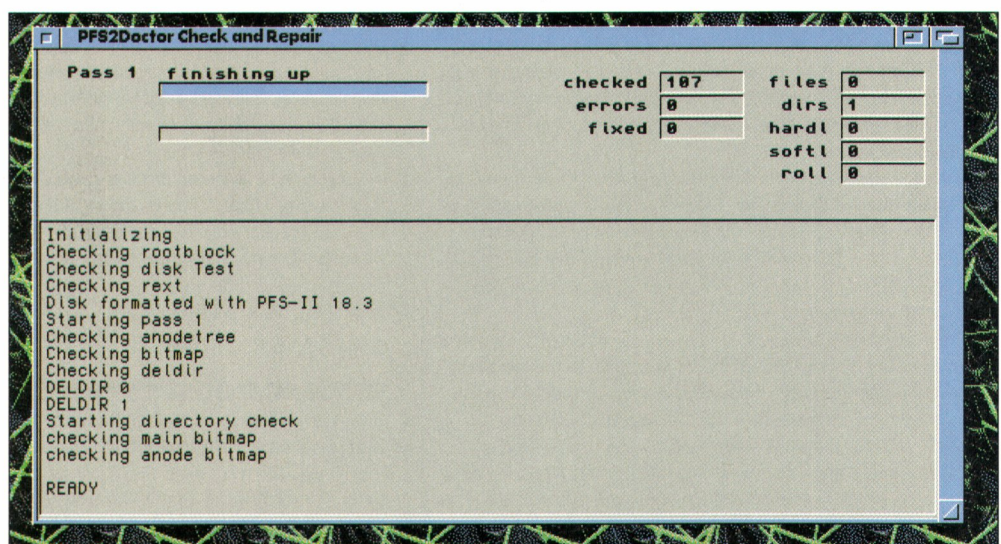 PFS2Doctor Check and Repair
Pass 1 finishing up
checked 107
errors 0
fixed 0
files 0
dirs 1
hardl 0
softl 0
roll 0
Initializing
Checking rootblock
Checking disk Test
Checking rext
Disk formatted with PFS-II 18.3
Starting pass 1
Checking anodetree
Checking bitmap
Checking deldir
DELDIR 0
DELDIR 1
Starting directory check
checking main bitmap
checking anode bitmap
READY